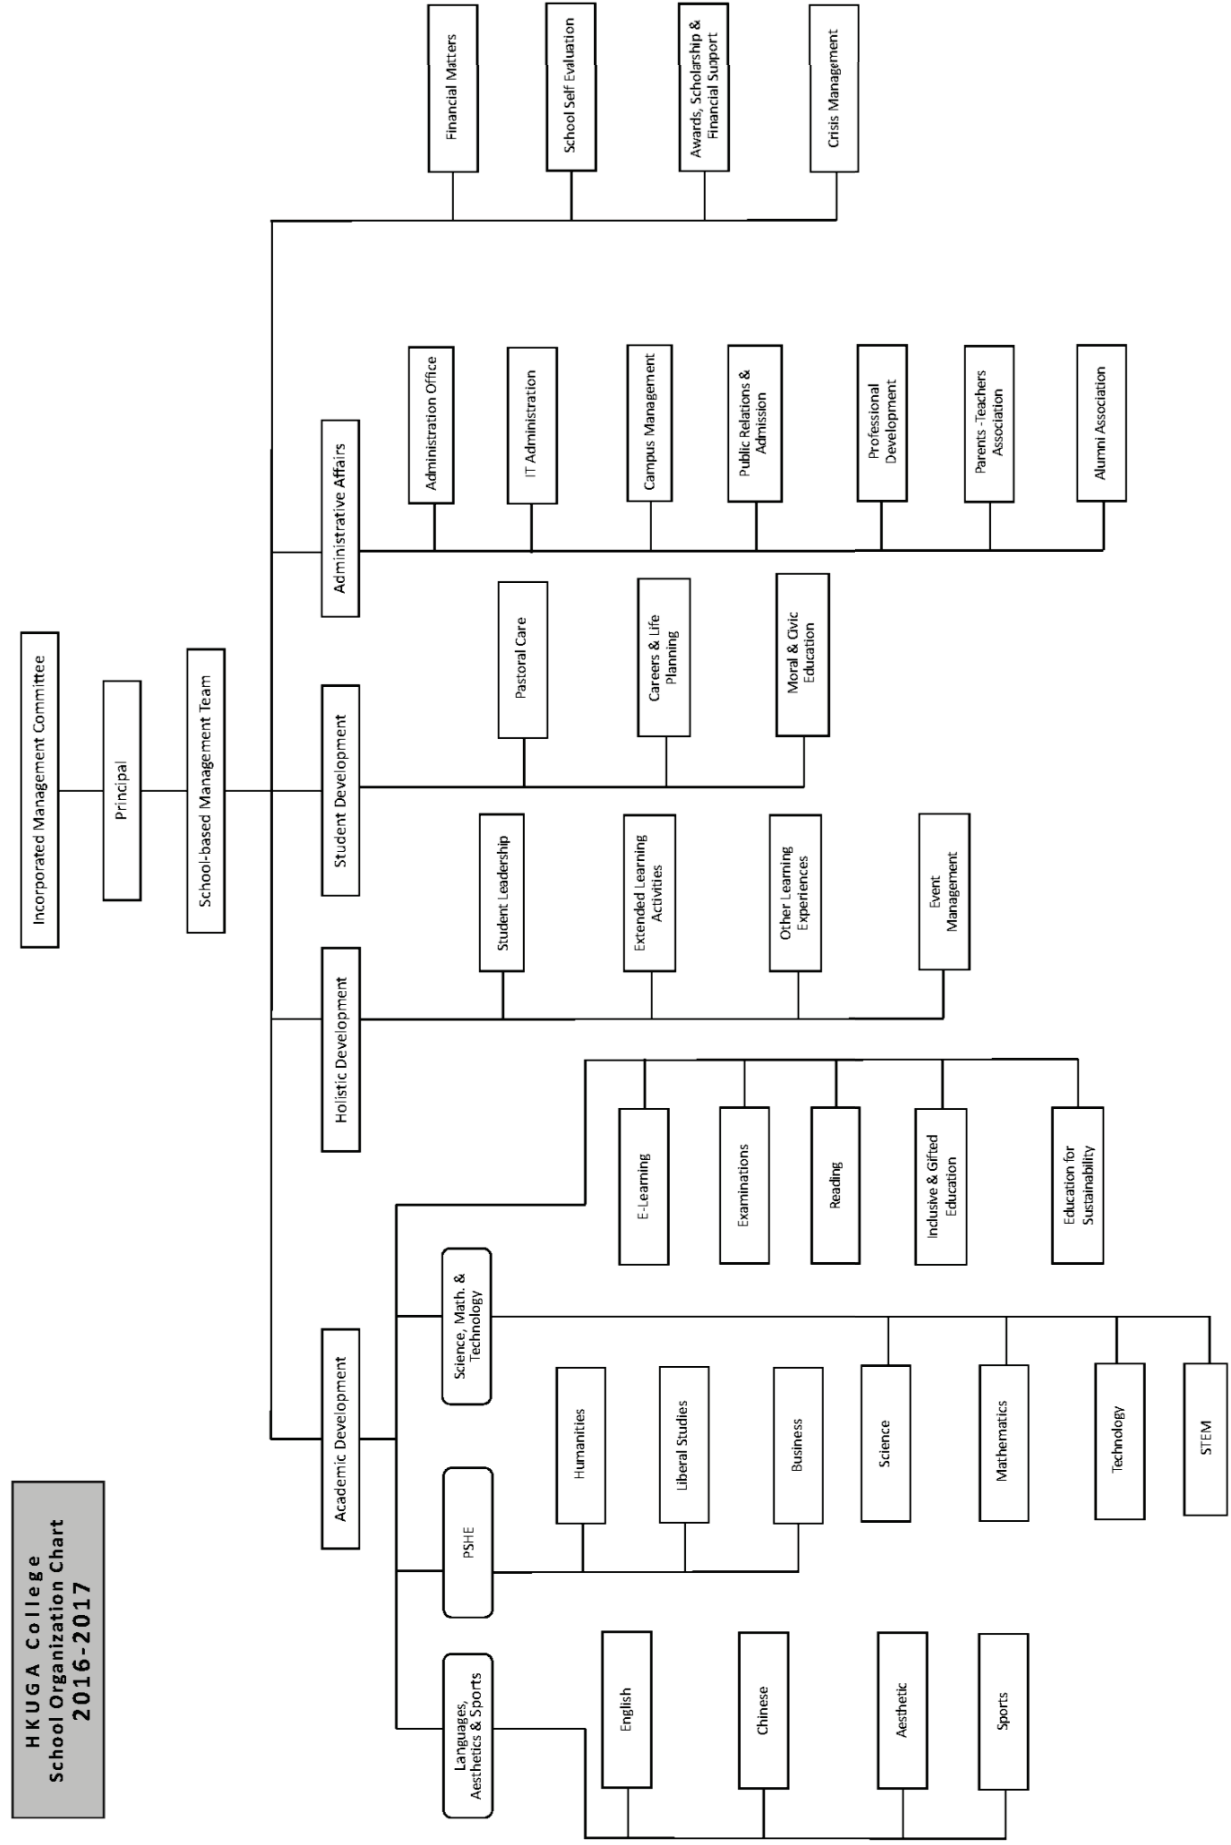 HKUGA College
School Organization Chart
2016-2017
Incorporated Management Committee
Principal
School-based Management Team
Academic Development
Holistic Development
Student Development
Administrative Affairs
Languages,
Aesthetics & Sports
PSHE
Science, Math. &
Technology
English
Chinese
Aesthetic
Sports
Humanities
Liberal Studies
Business
Science
Mathematics
Technology
STEM
E-Learning
Examinations
Reading
Inclusive & Gifted
Education
Education for
Sustainability
Student Leadership
Extended Learning
Activities
Other Learning
Experiences
Event
Management
Pastoral Care
Careers & Life
Planning
Moral & Civic
Education
Administration Office
IT Administration
Campus Management
Public Relations &
Admission
Professional
Development
Parents -Teachers
Association
Alumni Association
Financial Matters
School Self Evaluation
Awards, Scholarship &
Financial Support
Crisis Management